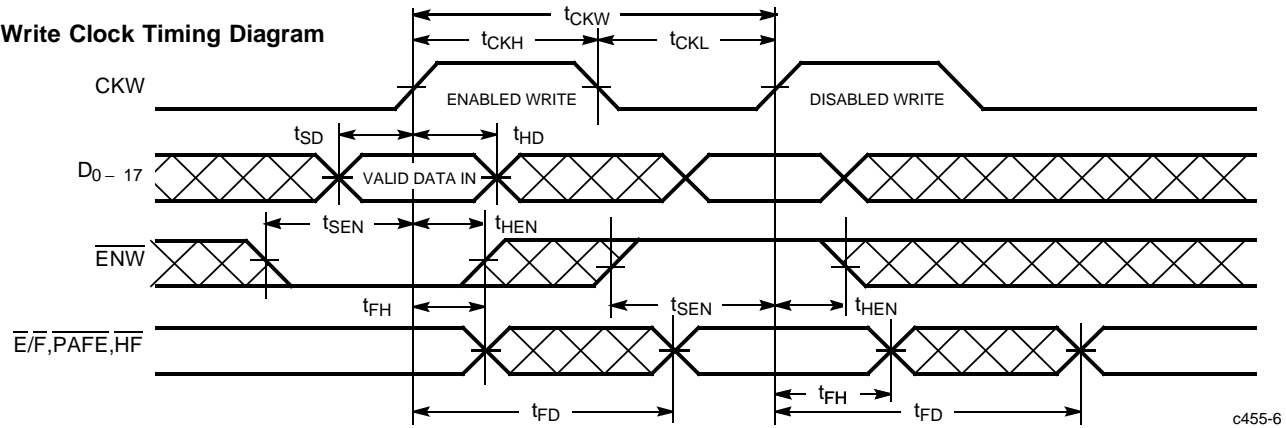 Write Clock Timing Diagram
tCKW
tCKH
tCKL
CKW
ENABLED WRITE
DISABLED WRITE
tSD
tHD
D0 – 17
VALID DATA IN
tSEN
tHEN
ENW
tFH
tSEN
tHEN
E/F,PAFE,HF
tFH
tFD
tFD
c455-6